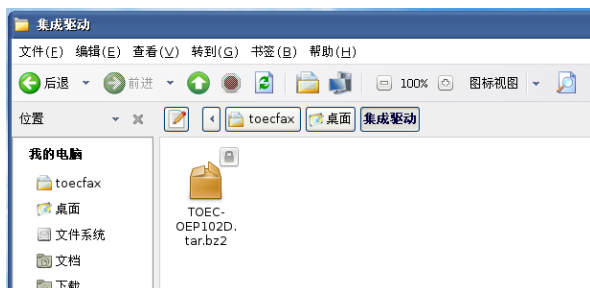 集成驱动
文件(F) 编辑(E) 查看(V) 转到(G) 书签(B) 帮助(H)
后退 前进 100% 图标视图
位置 toecfax 桌面 集成驱动
我的电脑
toecfax
桌面
文件系统
文档
下载
TOEC-
OEP102D.
tar.bz2